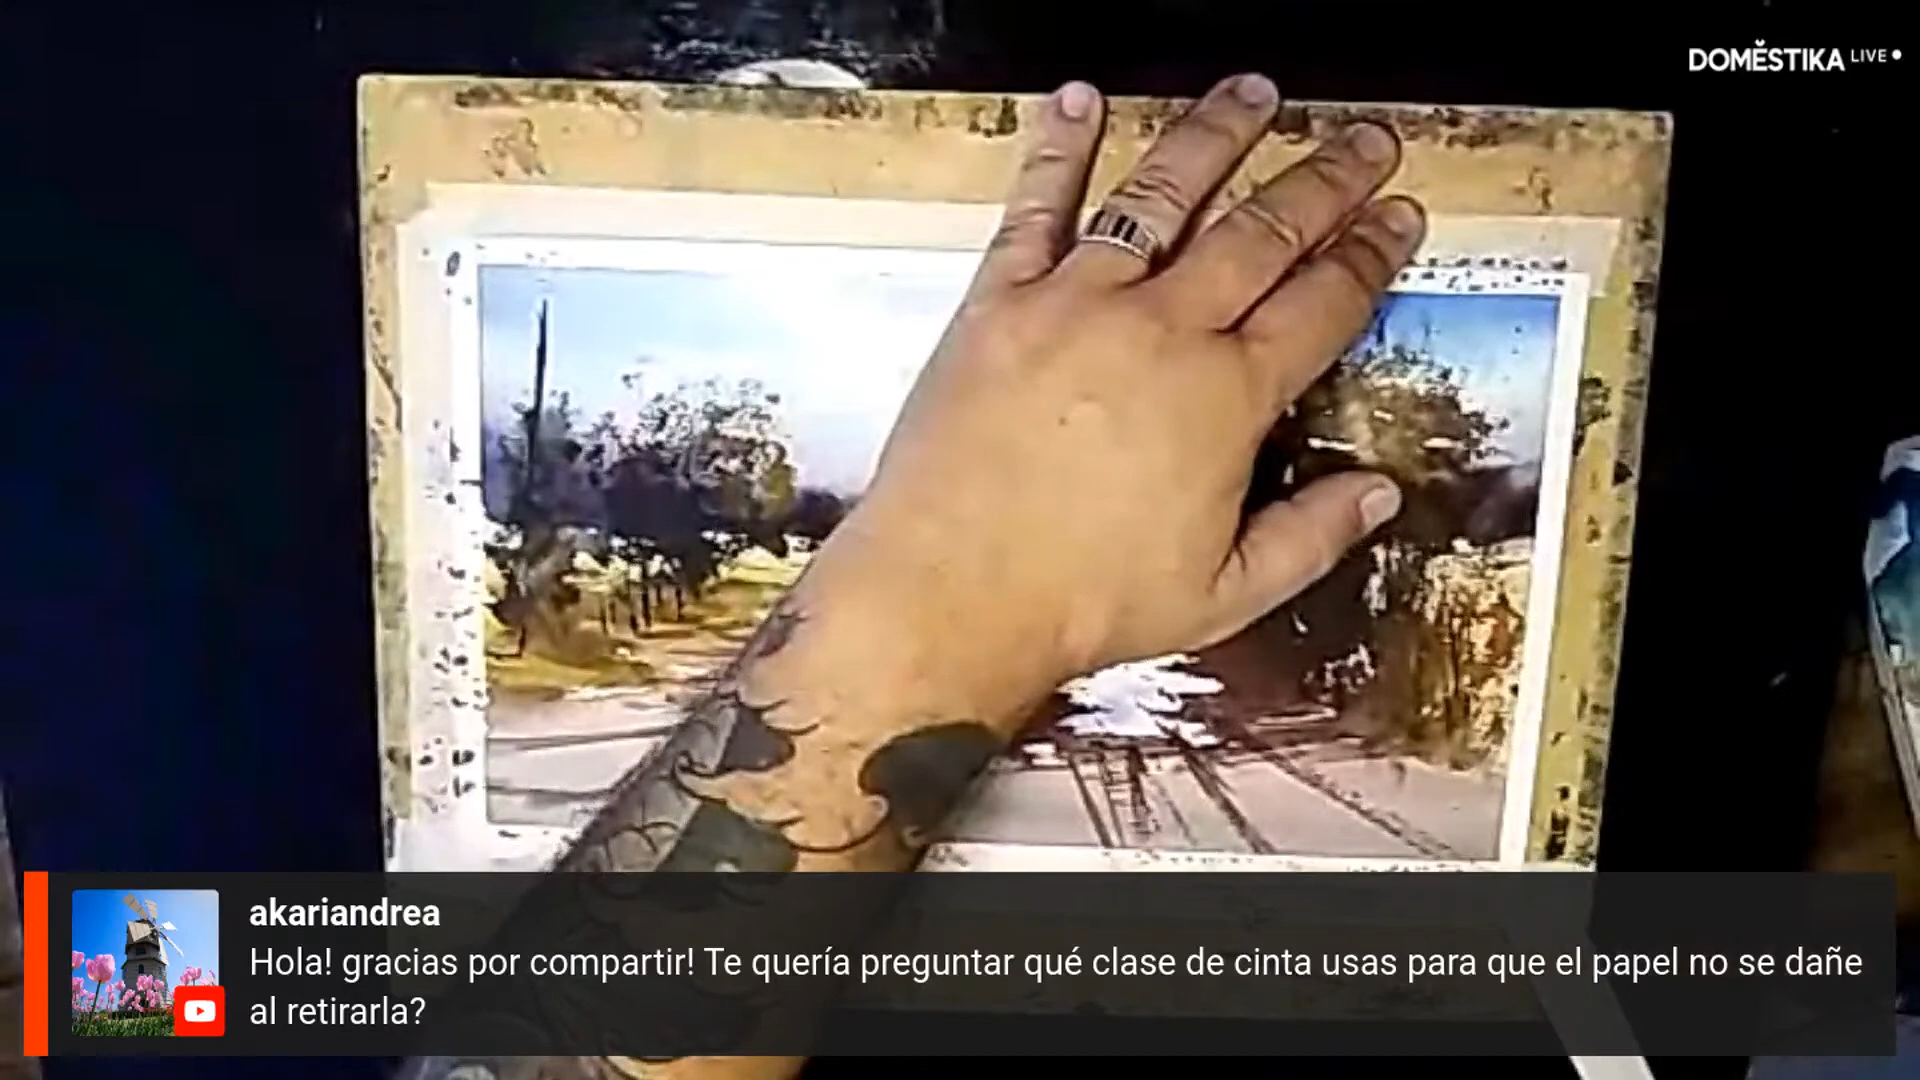 DOMĔSTIKA LIVE
akariandrea
Hola! gracias por compartir! Te quería preguntar qué clase de cinta usas para que el papel no se dañe
al retirarla?